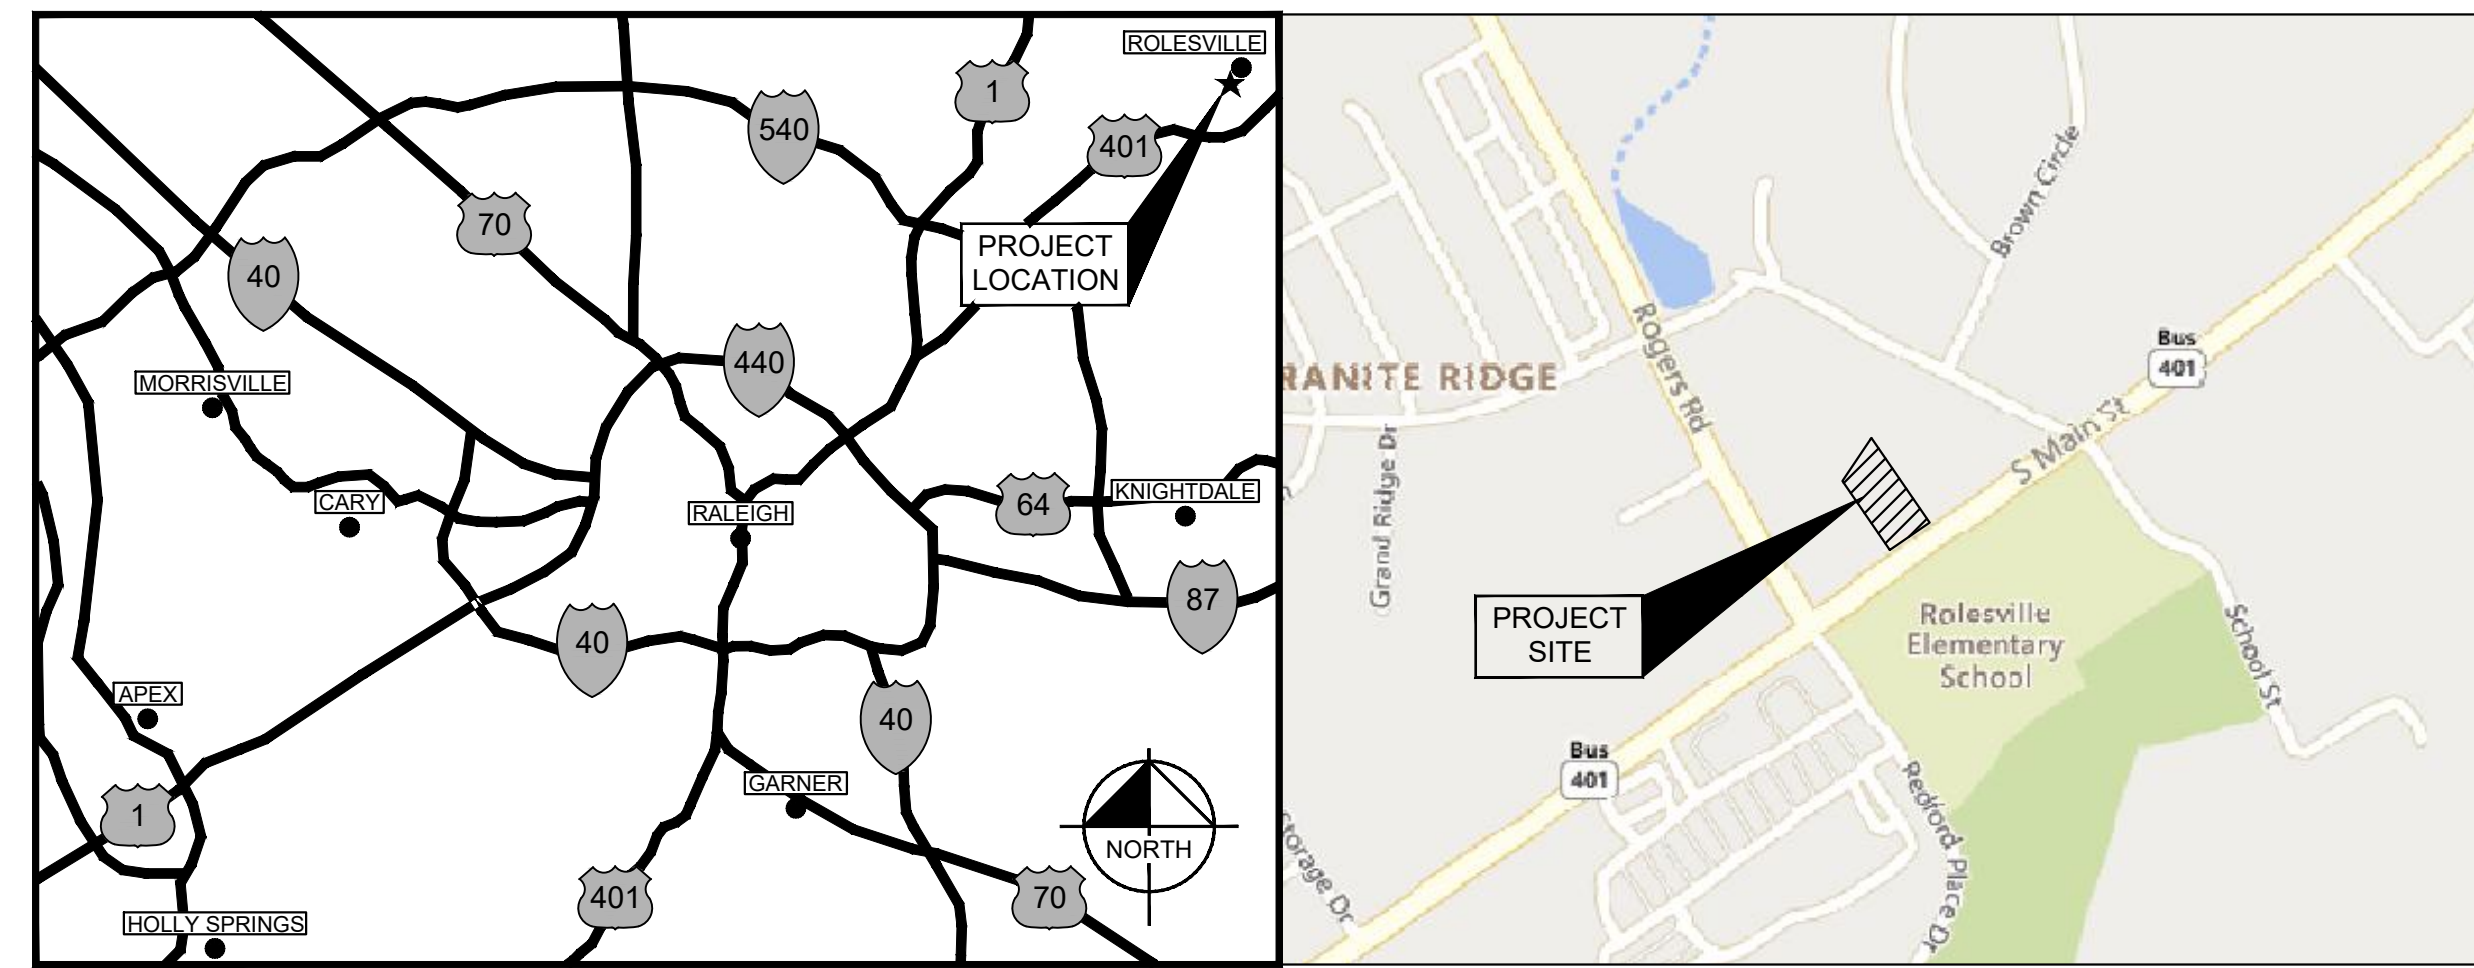 ROLESVILLE
1
540
401
70
PROJECT
LOCATION
40
440
MORRISVILLE
CARY
RALEIGH
64
KNIGHTDALE
87
40
APEX
40
GARNER
1
NORTH
401
70
HOLLY SPRINGS
Brown Circle
Rogers Rd
Bus
401
RANITE RIDGE
S Main St
Grand Ridge Dr
PROJECT
SITE
Rolesville
Elementary
School
School St
Bus
401
Redford Place Dr
torage Dr